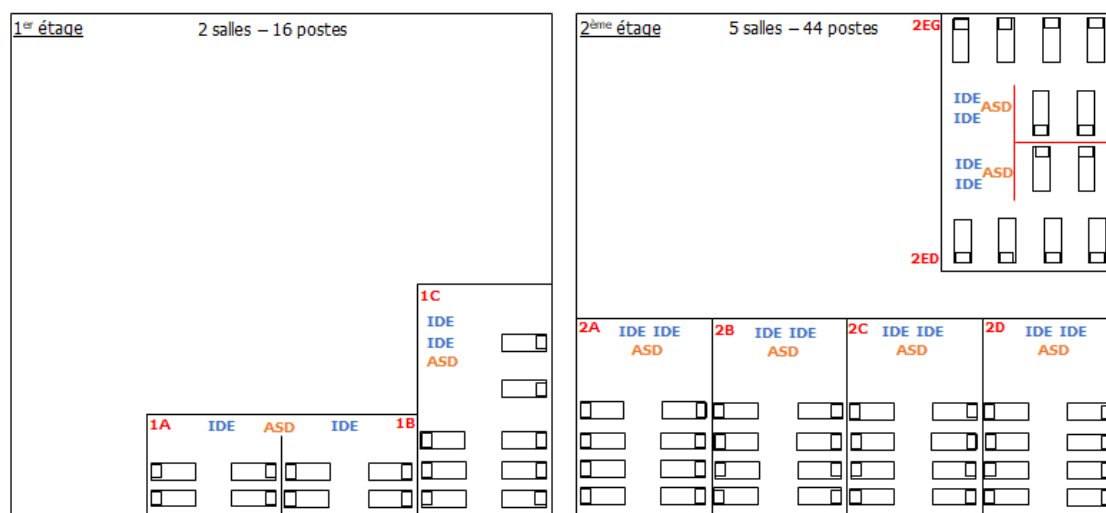 1er étage 2 salles – 16 postes
1C
IDE
IDE
ASD
1A IDE ASD IDE 1B
2ème étage 5 salles – 44 postes 2EG
IDE ASD
IDE
IDE ASD
IDE
2ED
2A IDE IDE 2B IDE IDE 2C IDE IDE 2D IDE IDE
ASD ASD ASD ASD